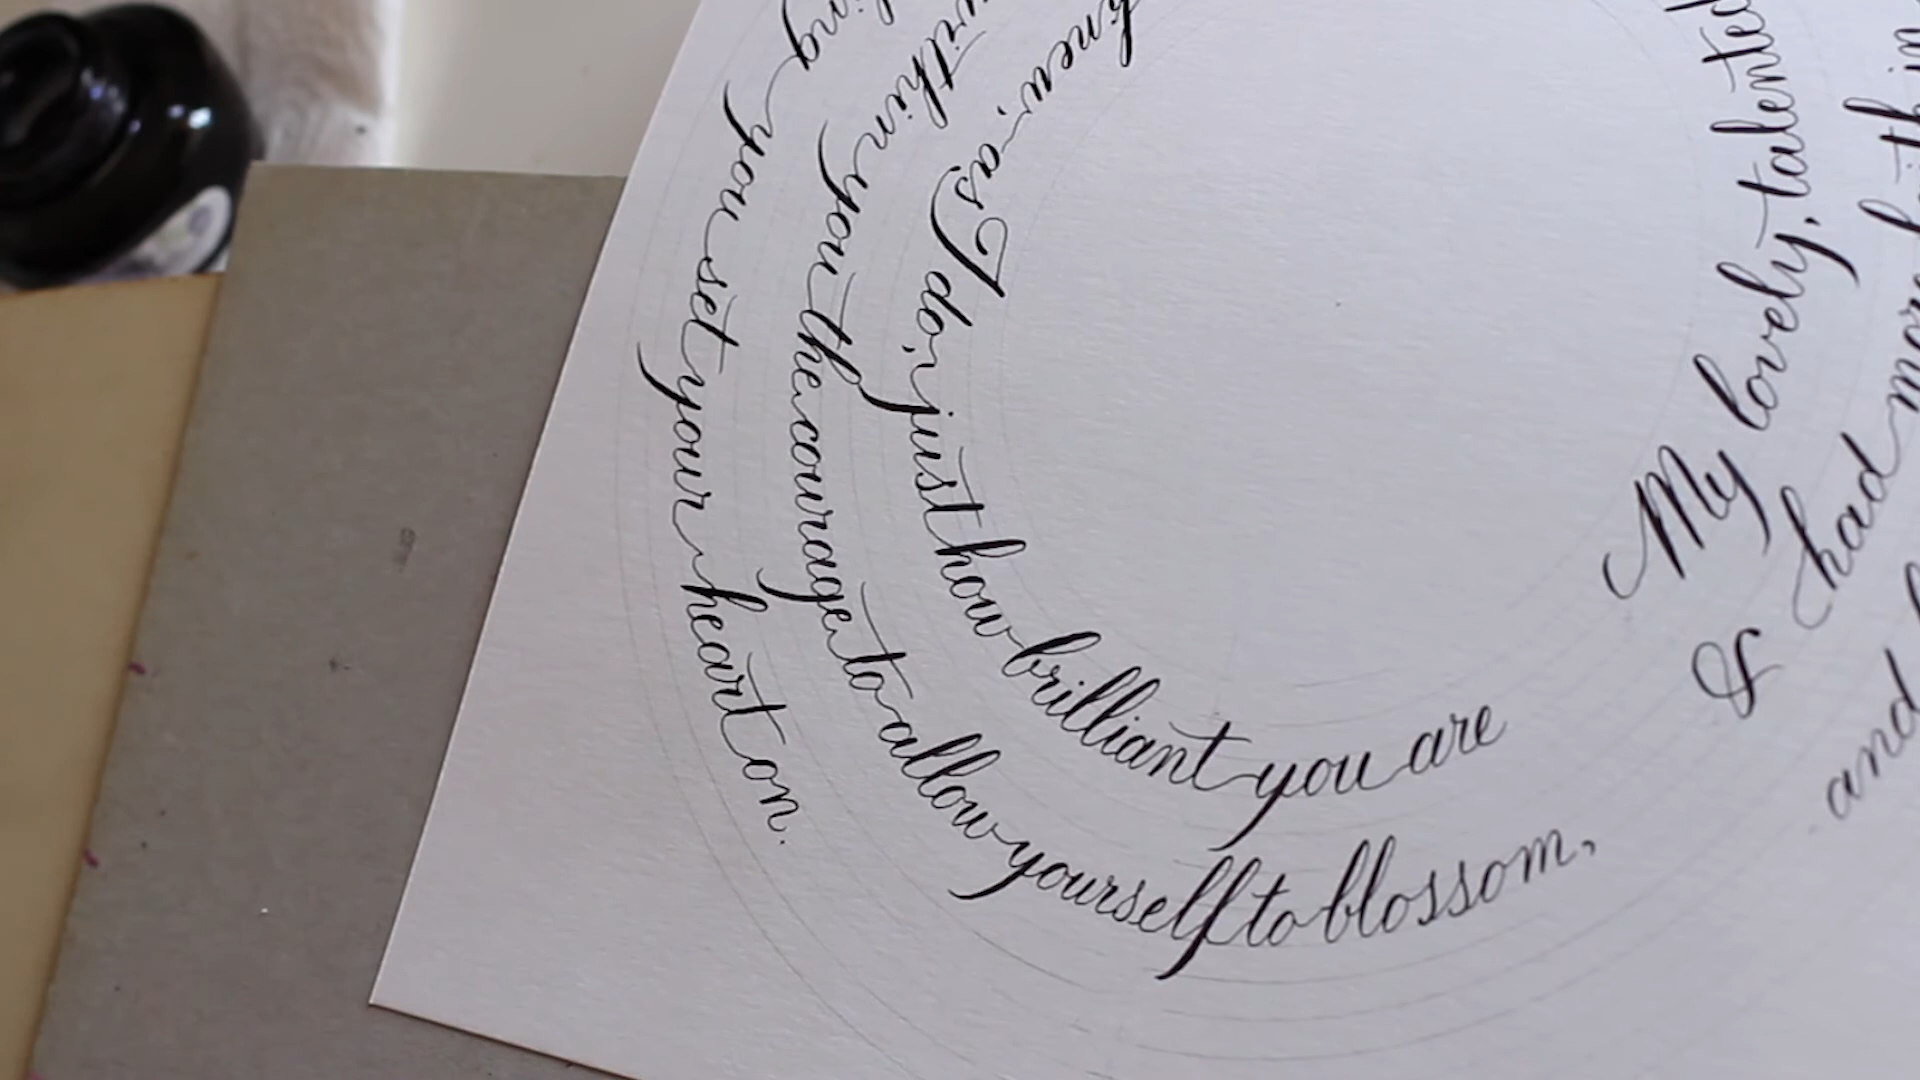 My lovely, talented
knew, as I do, just how brilliant you are
& had more faith in
within you the courage to allow yourself to blossom,
and
ing you set your heart on.